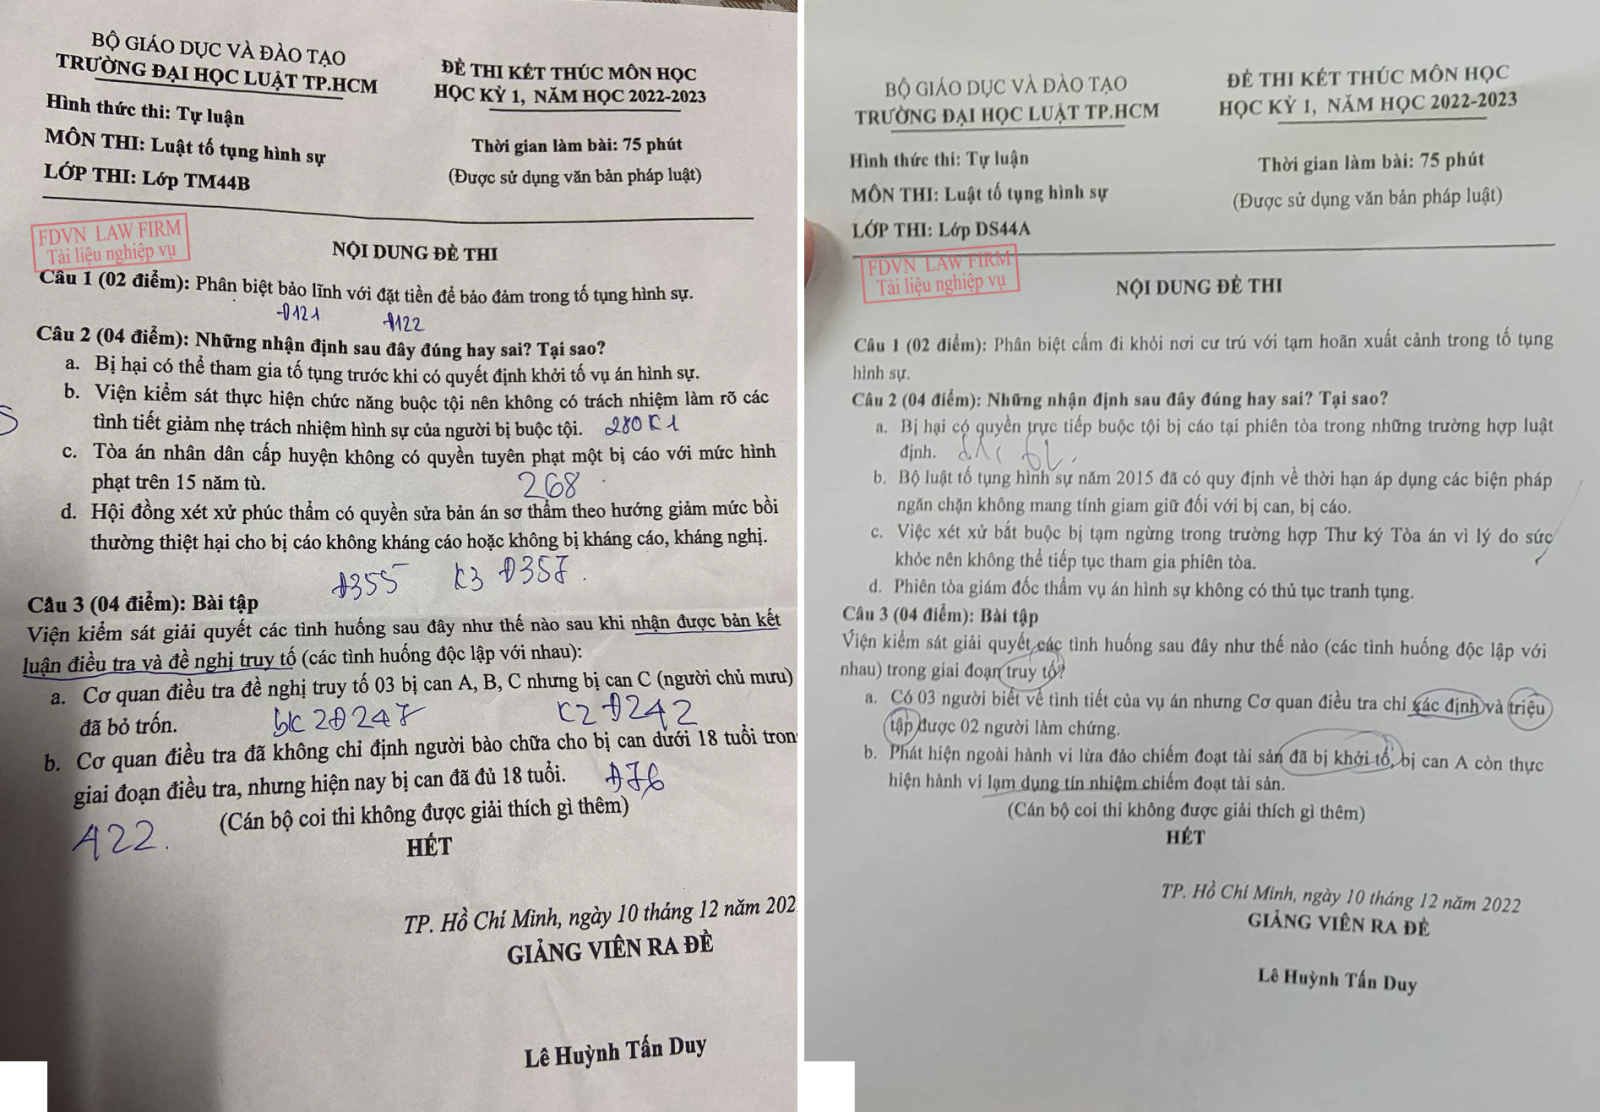 BỘ GIÁO DỤC VÀ ĐÀO TẠO
TRƯỜNG ĐẠI HỌC LUẬT TP.HCM
Hình thức thi: Tự luận
MÔN THI: Luật tố tụng hình sự
LỚP THI: Lớp TM44B
ĐỀ THI KẾT THÚC MÔN HỌC
HỌC KỲ 1, NĂM HỌC 2022-2023
Thời gian làm bài: 75 phút
(Được sử dụng văn bản pháp luật)
FDVN LAW FIRM
Tài liệu nghiệp vụ
NỘI DUNG ĐỀ THI
Câu 1 (02 điểm): Phân biệt bảo lĩnh với đặt tiền để bảo đảm trong tố tụng hình sự.
Đ121 Đ122
Câu 2 (04 điểm): Những nhận định sau đây đúng hay sai? Tại sao?
a. Bị hại có thể tham gia tố tụng trước khi có quyết định khởi tố vụ án hình sự.
b. Viện kiểm sát thực hiện chức năng buộc tội nên không có trách nhiệm làm rõ các
tình tiết giảm nhẹ trách nhiệm hình sự của người bị buộc tội. 280K1
c. Tòa án nhân dân cấp huyện không có quyền tuyên phạt một bị cáo với mức hình
phạt trên 15 năm tù. 268
d. Hội đồng xét xử phúc thẩm có quyền sửa bản án sơ thẩm theo hướng giảm mức bồi
thường thiệt hại cho bị cáo không kháng cáo hoặc không bị kháng cáo, kháng nghị.
Đ355 K3 Đ357.
Câu 3 (04 điểm): Bài tập
Viện kiểm sát giải quyết các tình huống sau đây như thế nào sau khi nhận được bản kết
luận điều tra và đề nghị truy tố (các tình huống độc lập với nhau):
a. Cơ quan điều tra đề nghị truy tố 03 bị can A, B, C nhưng bị can C (người chủ mưu)
đã bỏ trốn. Đ247 K2 Đ242
b. Cơ quan điều tra đã không chỉ định người bào chữa cho bị can dưới 18 tuổi tron
giai đoạn điều tra, nhưng hiện nay bị can đã đủ 18 tuổi. Đ76
(Cán bộ coi thi không được giải thích gì thêm)
A22.
HẾT
TP. Hồ Chí Minh, ngày 10 tháng 12 năm 202
GIẢNG VIÊN RA ĐỀ
Lê Huỳnh Tấn Duy
BỘ GIÁO DỤC VÀ ĐÀO TẠO
TRƯỜNG ĐẠI HỌC LUẬT TP.HCM
Hình thức thi: Tự luận
MÔN THI: Luật tố tụng hình sự
LỚP THI: Lớp DS44A
ĐỀ THI KẾT THÚC MÔN HỌC
HỌC KỲ 1, NĂM HỌC 2022-2023
Thời gian làm bài: 75 phút
(Được sử dụng văn bản pháp luật)
FDVN LAW FIRM
Tài liệu nghiệp vụ
NỘI DUNG ĐỀ THI
Câu 1 (02 điểm): Phân biệt cấm đi khỏi nơi cư trú với tạm hoãn xuất cảnh trong tố tụng
hình sự.
Câu 2 (04 điểm): Những nhận định sau đây đúng hay sai? Tại sao?
a. Bị hại có quyền trực tiếp buộc tội bị cáo tại phiên tòa trong những trường hợp luật
định.
b. Bộ luật tố tụng hình sự năm 2015 đã có quy định về thời hạn áp dụng các biện pháp
ngăn chặn không mang tính giam giữ đối với bị can, bị cáo.
c. Việc xét xử bắt buộc bị tạm ngừng trong trường hợp Thư ký Tòa án vì lý do sức
khỏe nên không thể tiếp tục tham gia phiên tòa.
d. Phiên tòa giám đốc thẩm vụ án hình sự không có thủ tục tranh tụng.
Câu 3 (04 điểm): Bài tập
Viện kiểm sát giải quyết các tình huống sau đây như thế nào (các tình huống độc lập với
nhau) trong giai đoạn truy tố?
a. Có 03 người biết về tình tiết của vụ án nhưng Cơ quan điều tra chỉ xác định và triệu
tập được 02 người làm chứng.
b. Phát hiện ngoài hành vi lừa đảo chiếm đoạt tài sản đã bị khởi tố, bị can A còn thực
hiện hành vi lạm dụng tín nhiệm chiếm đoạt tài sản.
(Cán bộ coi thi không được giải thích gì thêm)
HẾT
TP. Hồ Chí Minh, ngày 10 tháng 12 năm 2022
GIẢNG VIÊN RA ĐỀ
Lê Huỳnh Tấn Duy